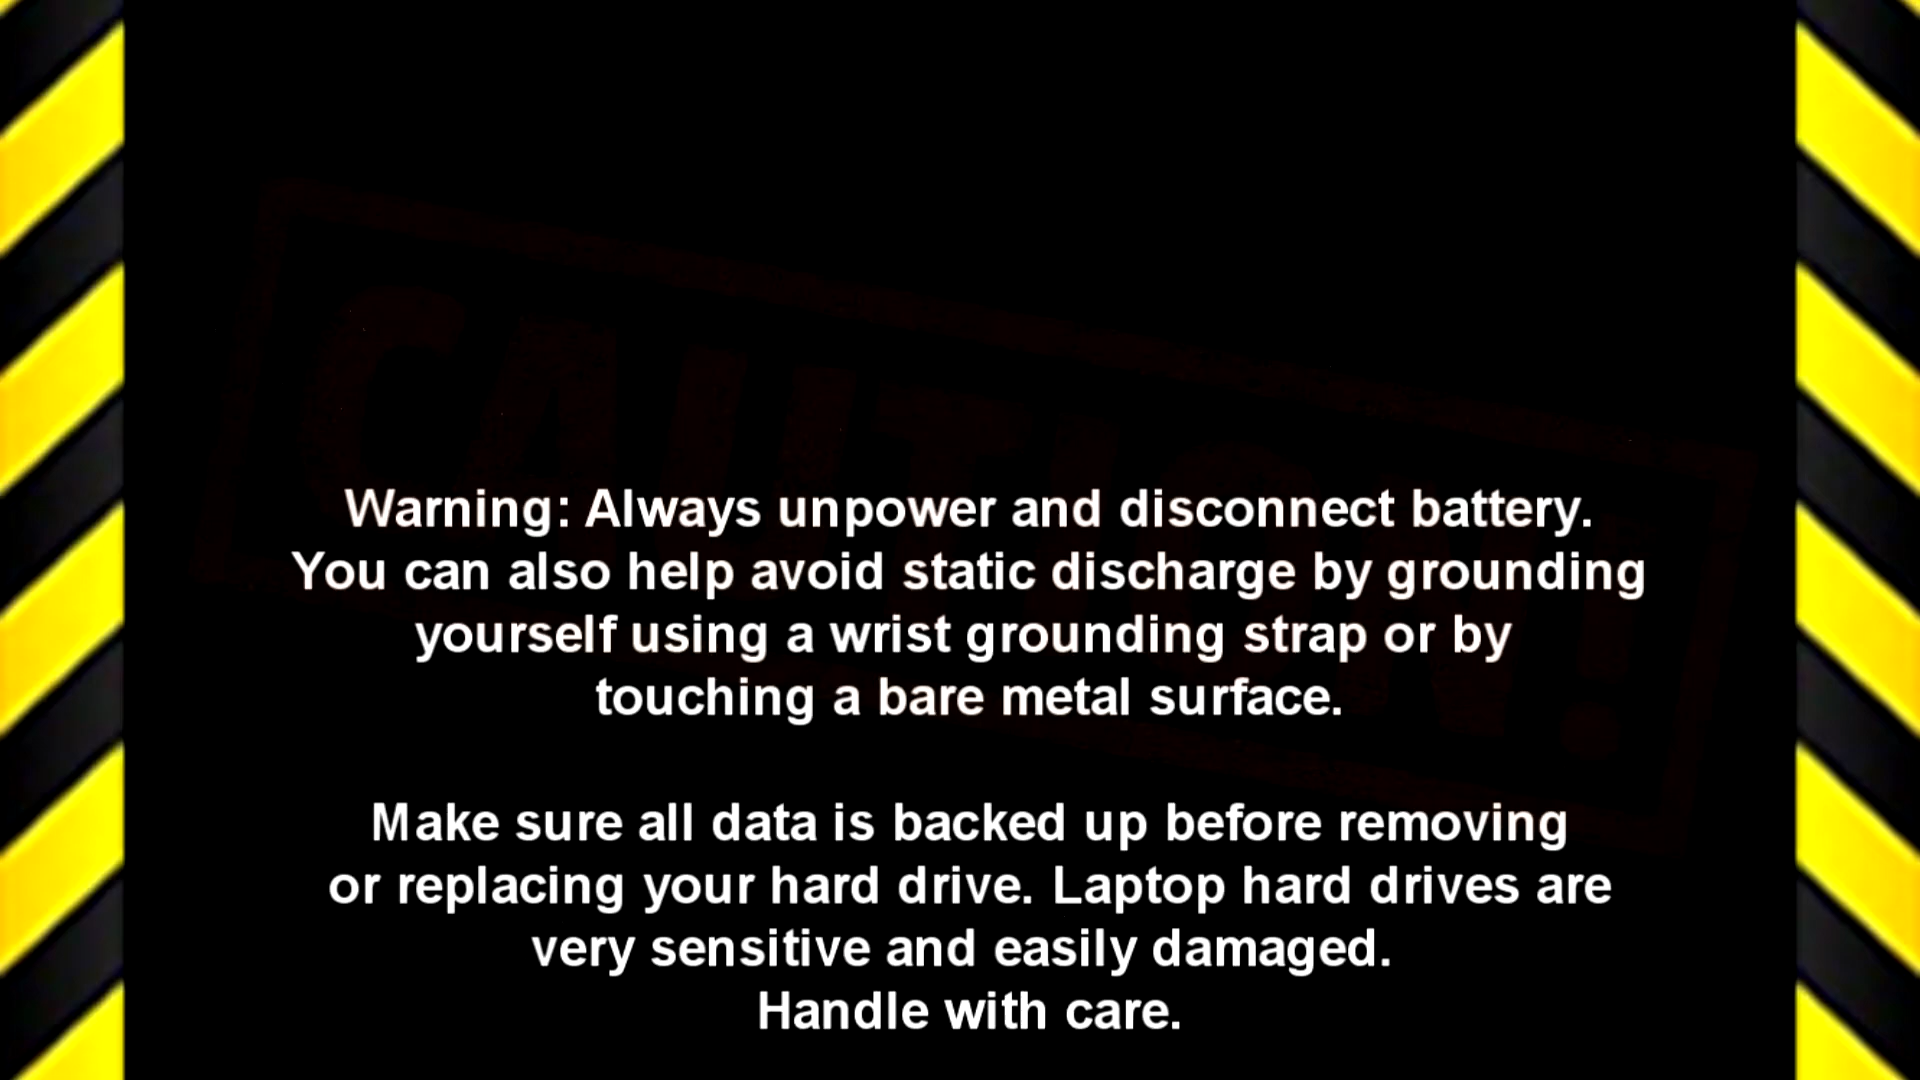 CAUTION!
Warning: Always unpower and disconnect battery.
You can also help avoid static discharge by grounding
yourself using a wrist grounding strap or by
touching a bare metal surface.
Make sure all data is backed up before removing
or replacing your hard drive. Laptop hard drives are
very sensitive and easily damaged.
Handle with care.